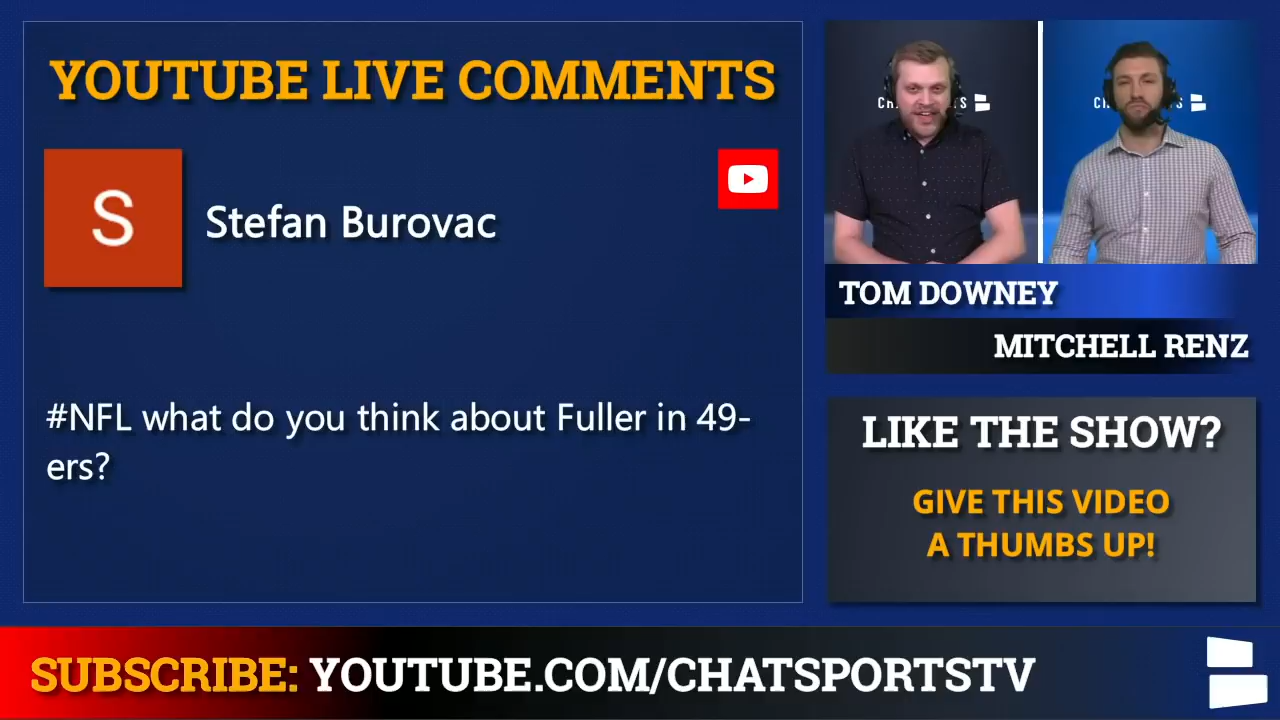 YOUTUBE LIVE COMMENTS
S
Stefan Burovac
#NFL what do you think about Fuller in 49-
ers?
TOM DOWNEY
MITCHELL RENZ
LIKE THE SHOW?
GIVE THIS VIDEO
A THUMBS UP!
SUBSCRIBE: YOUTUBE.COM/CHATSPORTSTV